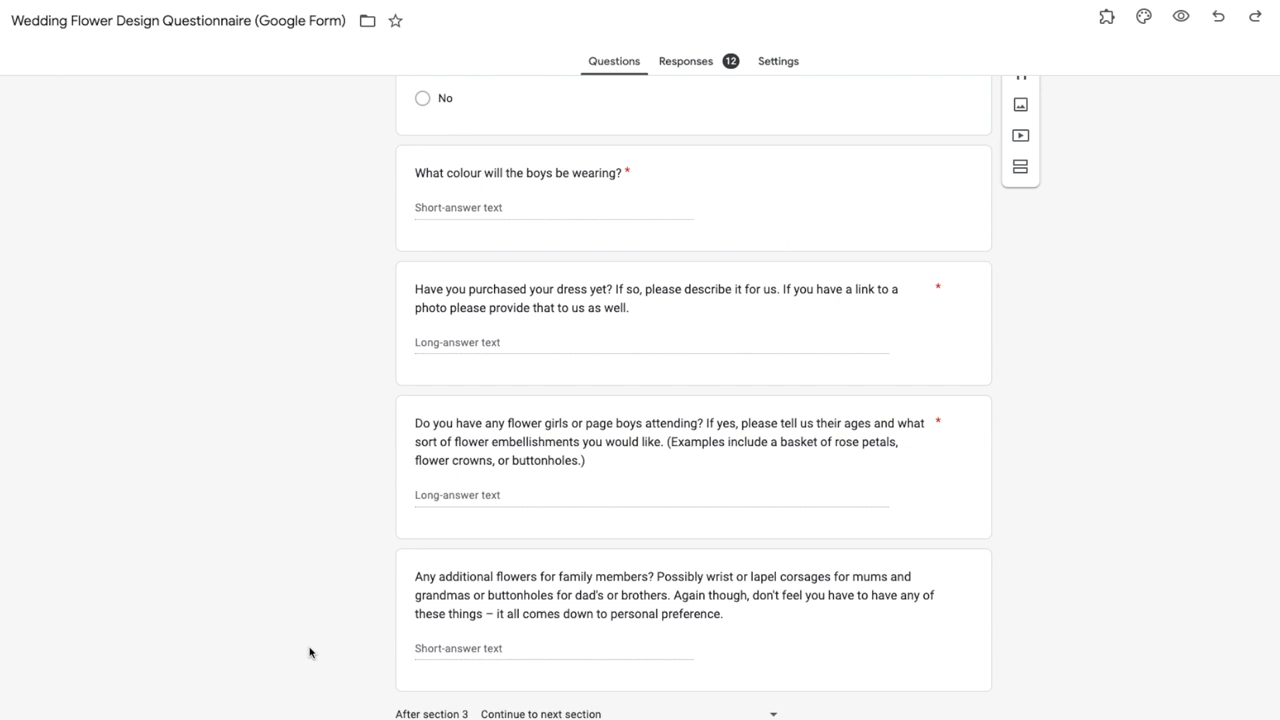 Wedding Flower Design Questionnaire (Google Form)
Questions
Responses 12
Settings
No
What colour will the boys be wearing? *
Short-answer text
Have you purchased your dress yet? If so, please describe it for us. If you have a link to a *
photo please provide that to us as well.
Long-answer text
Do you have any flower girls or page boys attending? If yes, please tell us their ages and what *
sort of flower embellishments you would like. (Examples include a basket of rose petals,
flower crowns, or buttonholes.)
Long-answer text
Any additional flowers for family members? Possibly wrist or lapel corsages for mums and
grandmas or buttonholes for dad's or brothers. Again though, don't feel you have to have any of
these things – it all comes down to personal preference.
Short-answer text
After section 3 Continue to next section